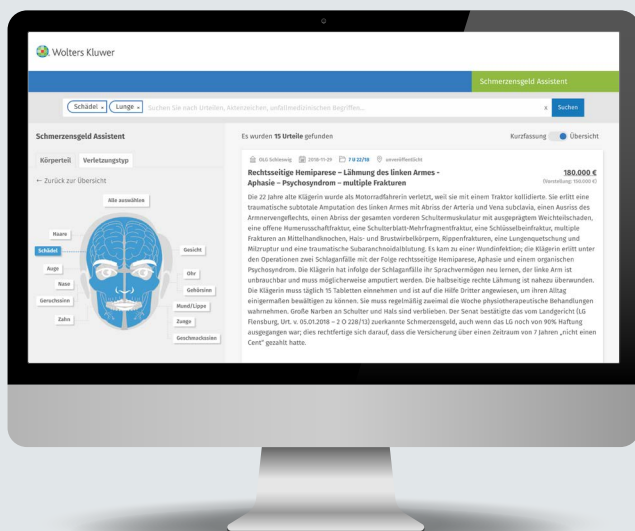 Wolters Kluwer
Schmerzensgeld Assistent
Schädel x Lunge x Suchen Sie nach Urteilen, Aktenzeichen, unfallmedizinischen Begriffen... x Suchen
Schmerzensgeld Assistent
Körperteil Verletzungstyp
← Zurück zur Übersicht
Alle auswählen
Haare
Schädel
Auge
Nase
Geruchssinn
Zahn
Gesicht
Ohr
Gehörsinn
Mund/Lippe
Zunge
Geschmackssinn
Es wurden 15 Urteile gefunden Kurzfassung Übersicht
OLG Schleswig 2018-11-29 7 U 22/18 unveröffentlicht
Rechtsseitige Hemiparese – Lähmung des linken Armes - 180.000 €
Aphasie – Psychosyndrom – multiple Frakturen (Vorstellung: 160.000 €)
Die 22 Jahre alte Klägerin wurde als Motorradfahrerin verletzt, weil sie mit einem Traktor kollidierte. Sie erlitt eine
traumatische subtotale Amputation des linken Armes mit Abriss der Arteria und Vena subclavia, einen Ausriss des
Armnervengeflechts, einen Abriss der gesamten vorderen Schultermuskulatur mit ausgeprägtem Weichteilschaden,
eine offene Humerusschaftfraktur, eine Schulterblatt-Mehrfragmentfraktur, eine Schlüsselbeinfraktur, multiple
Frakturen an Mittelhandknochen, Hals- und Brustwirbelkörpern, Rippenfrakturen, eine Lungenquetschung und
Milzruptur und eine traumatische Subaranchnoidalblutung. Es kam zu einer Wundinfektion; die Klägerin erlitt unter
den Operationen zwei Schlaganfälle mit der Folge rechtsseitige Hemiparese, Aphasie und einem organischen
Psychosyndrom. Die Klägerin hat infolge der Schlaganfälle ihr Sprachvermögen neu lernen, der linke Arm ist
unbrauchbar und muss möglicherweise amputiert werden. Die halbseitige rechte Lähmung ist nahezu überwunden.
Die Klägerin muss täglich 15 Tabletten einnehmen und ist auf die Hilfe Dritter angewiesen, um ihren Alltag
einigermaßen bewältigen zu können. Sie muss regelmäßig zweimal die Woche physiotherapeutische Behandlungen
wahrnehmen. Große Narben an Schulter und Hals sind verblieben. Der Senat bestätigte das vom Landgericht (LG
Flensburg, Urt. v. 05.01.2018 – 2 O 228/13) zuerkannte Schmerzensgeld, auch wenn das LG noch von 90% Haftung
ausgegangen war; dies rechtfertige sich daraus, dass die Versicherung über einen Zeitraum von 7 Jahren „nicht einen
Cent“ gezahlt hatte.